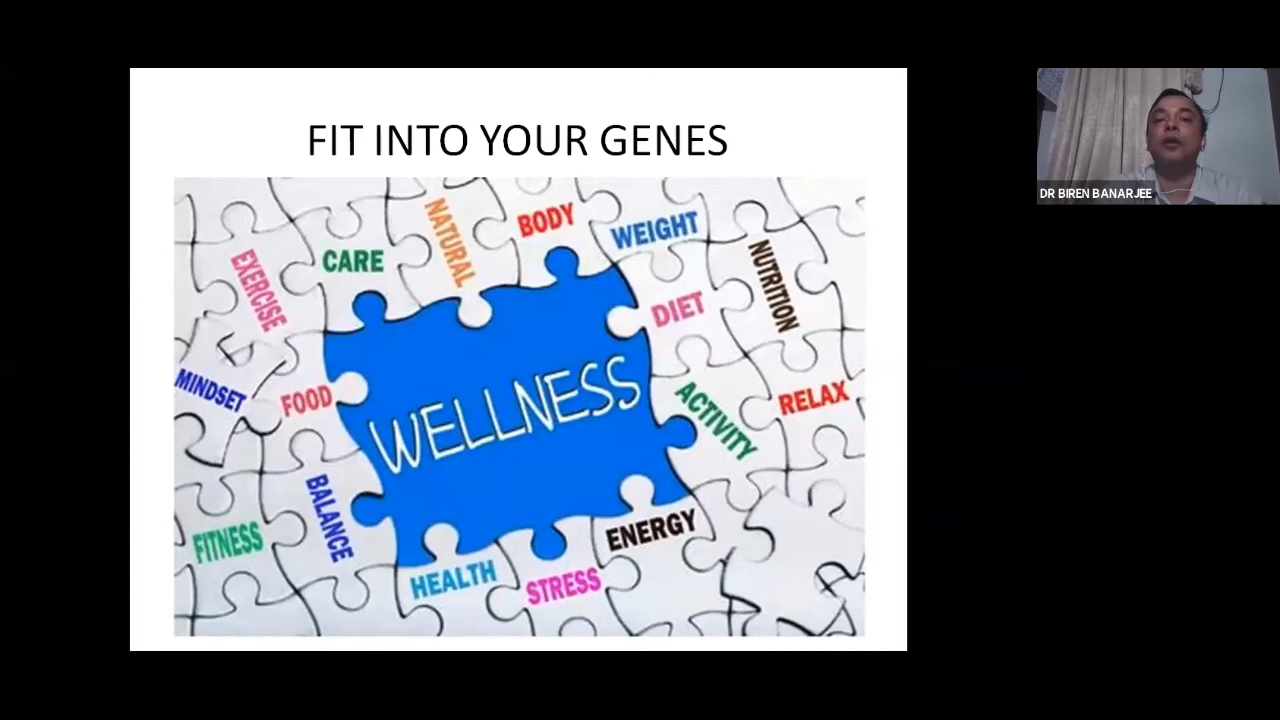 FIT INTO YOUR GENES
NATURAL
BODY
WEIGHT
EXERCISE
CARE
NUTRITION
DIET
MINDSET
FOOD
WELLNESS
ACTIVITY
RELAX
BALANCE
FITNESS
ENERGY
HEALTH
STRESS
DR BIREN BANARJEE